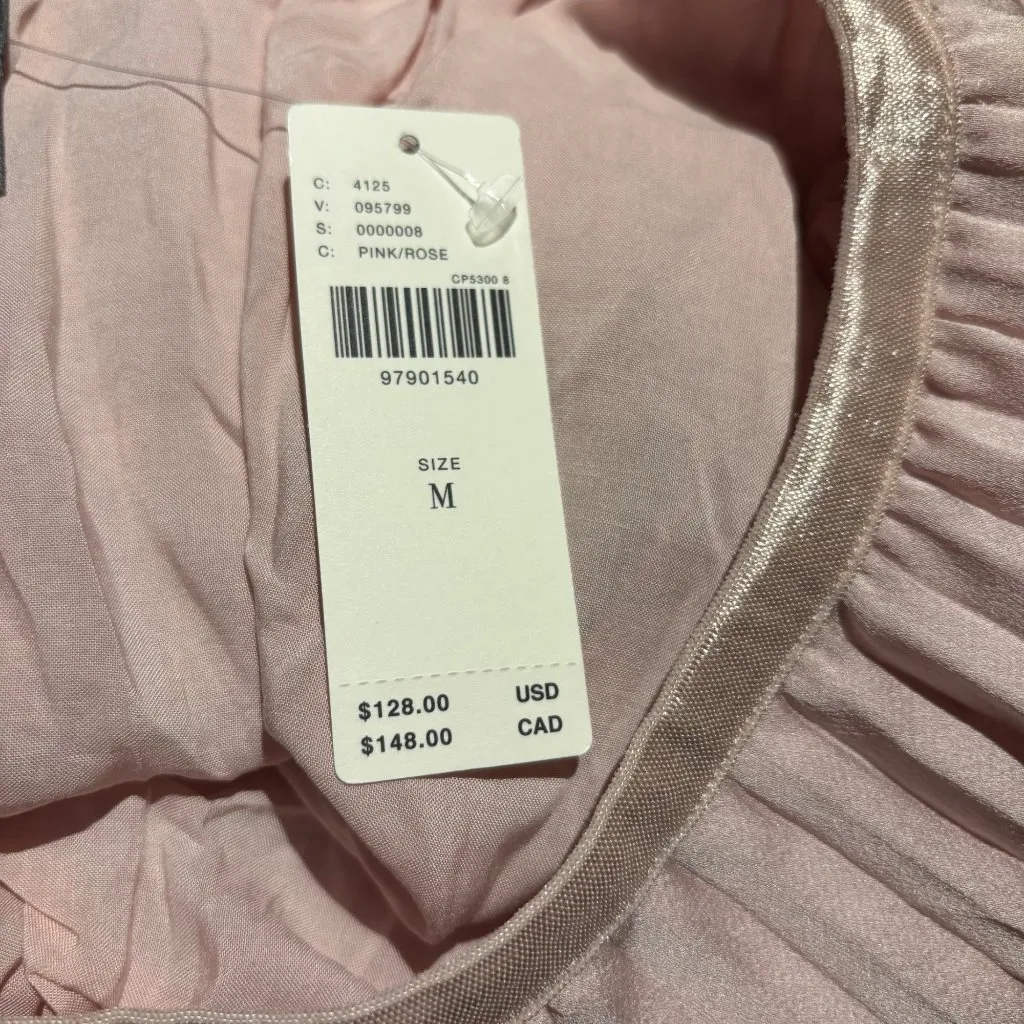 C: 4125
V: 095799
S: 0000008
C: PINK/ROSE
CP5300 8
97901540
SIZE
M
$128.00 USD
$148.00 CAD